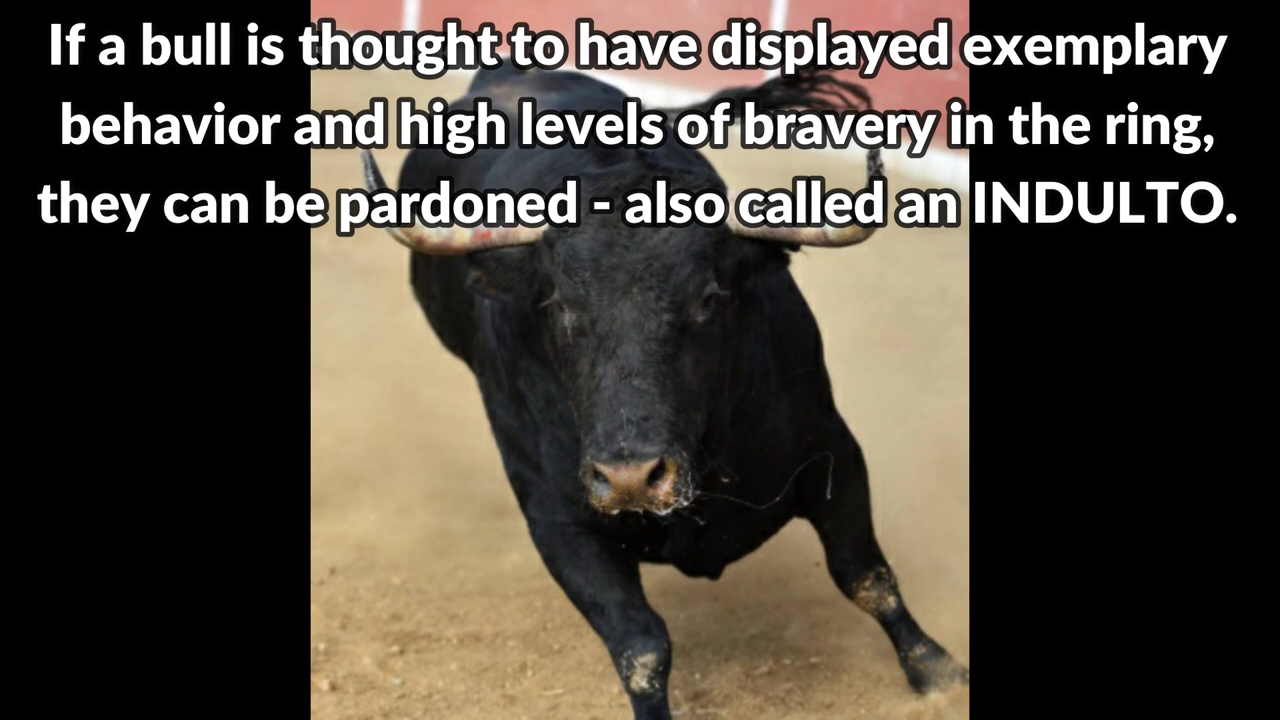 If a bull is thought to have displayed exemplary
behavior and high levels of bravery in the ring,
they can be pardoned - also called an INDULTO.